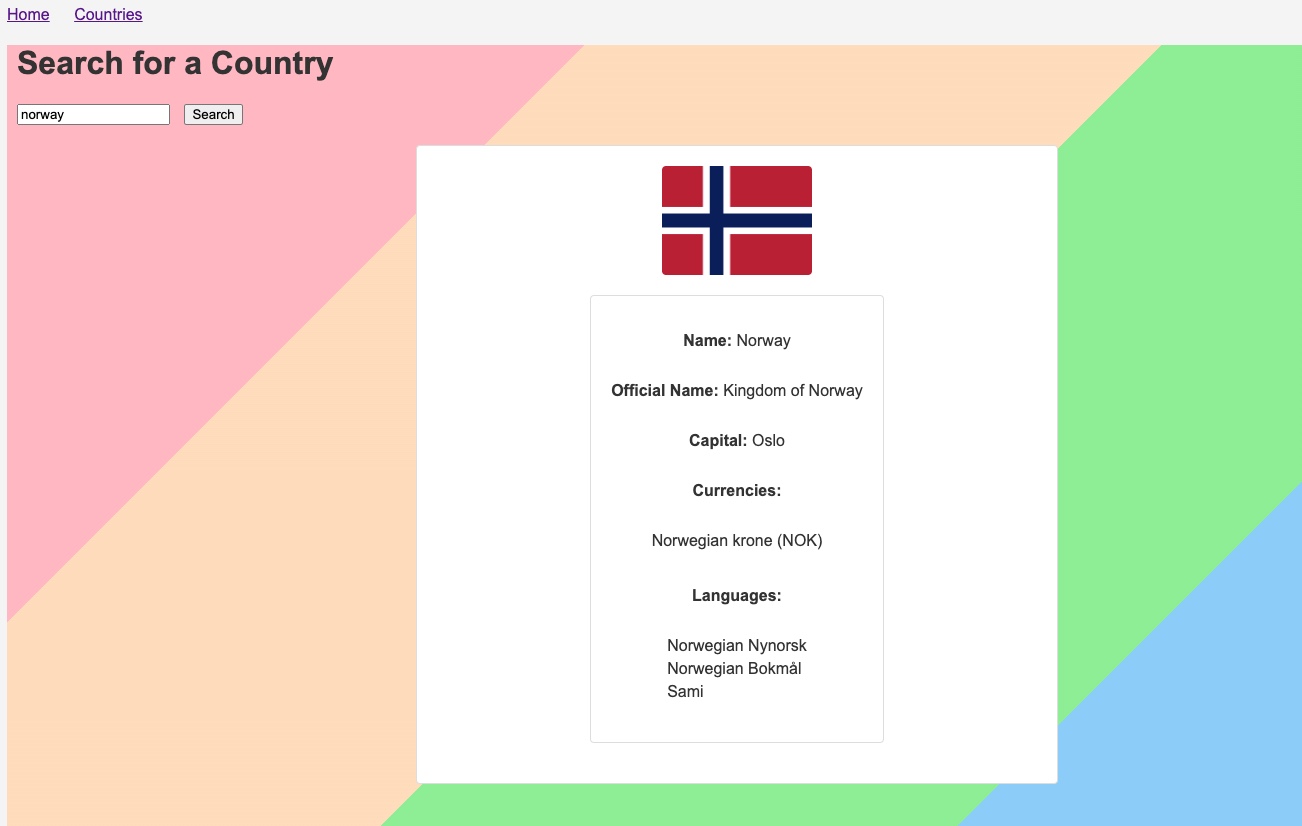 Home Countries
Search for a Country
norway Search
Name: Norway
Official Name: Kingdom of Norway
Capital: Oslo
Currencies:
Norwegian krone (NOK)
Languages:
Norwegian Nynorsk
Norwegian Bokmål
Sami